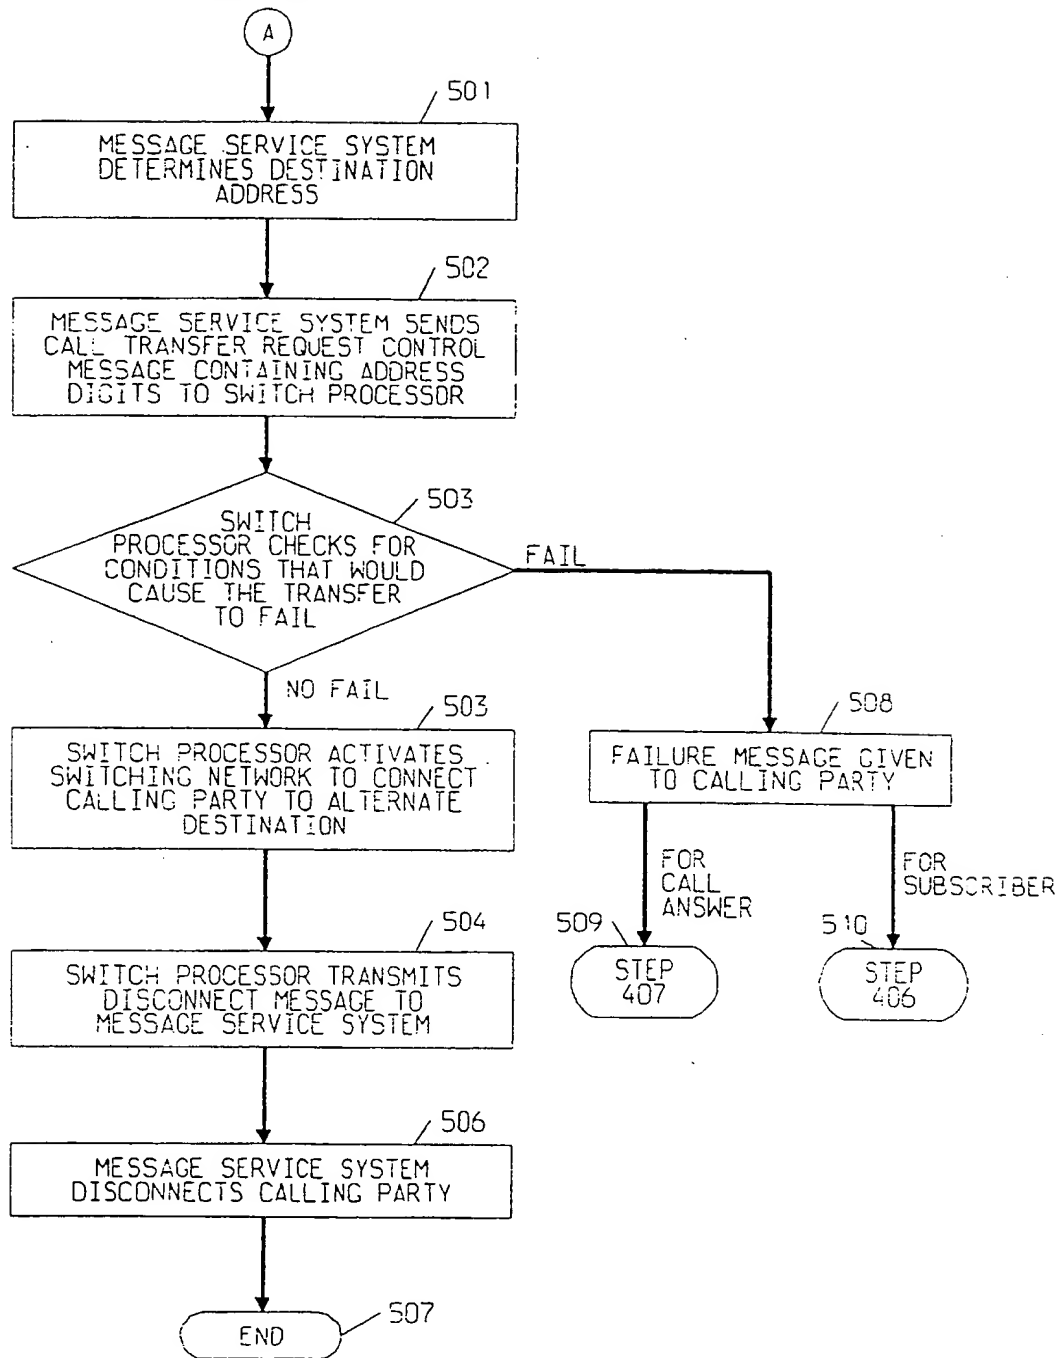 A
501
MESSAGE SERVICE SYSTEM
DETERMINES DESTINATION
ADDRESS
502
MESSAGE SERVICE SYSTEM SENDS
CALL TRANSFER REQUEST CONTROL
MESSAGE CONTAINING ADDRESS
DIGITS TO SWITCH PROCESSOR
503
SWITCH
PROCESSOR CHECKS FOR
CONDITIONS THAT WOULD
CAUSE THE TRANSFER
TO FAIL
FAIL
NO FAIL
503
SWITCH PROCESSOR ACTIVATES
SWITCHING NETWORK TO CONNECT
CALLING PARTY TO ALTERNATE
DESTINATION
508
FAILURE MESSAGE GIVEN
TO CALLING PARTY
FOR
CALL
ANSWER
FOR
SUBSCRIBER
509
STEP
407
510
STEP
406
504
SWITCH PROCESSOR TRANSMITS
DISCONNECT MESSAGE TO
MESSAGE SERVICE SYSTEM
506
MESSAGE SERVICE SYSTEM
DISCONNECTS CALLING PARTY
507
END